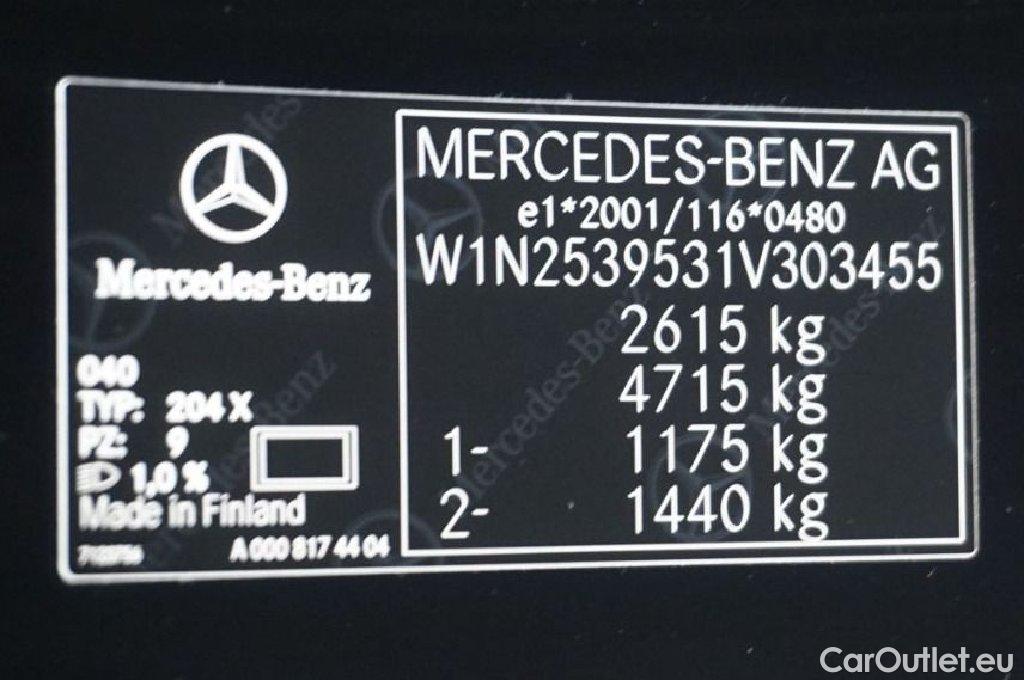 Mercedes-Benz
040
TYP: 204 X
PZ: 9
1,0 %
Made in Finland
A 000 817 44 04
MERCEDES-BENZ AG
e1*2001/116*0480
W1N2539531V303455
2615 kg
4715 kg
1- 1175 kg
2- 1440 kg
CarOutlet.eu